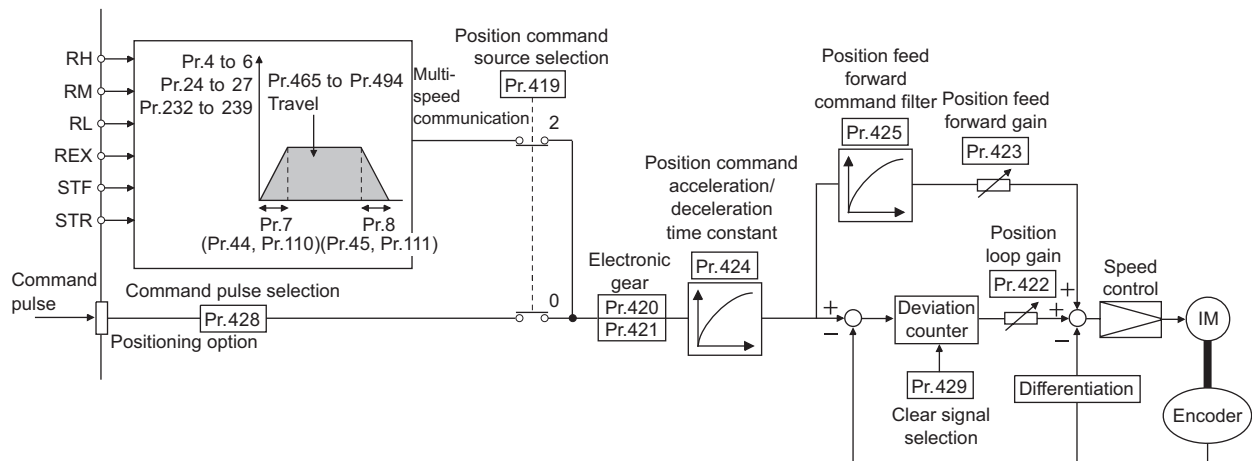 RH
RM
RL
REX
STF
STR
Pr.4 to 6
Pr.24 to 27
Pr.232 to 239
Pr.465 to Pr.494
Travel
Pr.7
(Pr.44, Pr.110)
Pr.8
(Pr.45, Pr.111)
Multi-
speed
communication
Position command
source selection
Pr.419
2
0
Command
pulse
Command pulse selection
Pr.428
Positioning option
Electronic
gear
Pr.420
Pr.421
Position command
acceleration/
deceleration
time constant
Pr.424
Position feed
forward
command filter
Pr.425
Position feed
forward gain
Pr.423
Position
loop gain
Pr.422
+
−
Deviation
counter
Pr.429
Clear signal
selection
+
+
−
Speed
control
IM
Differentiation
Encoder